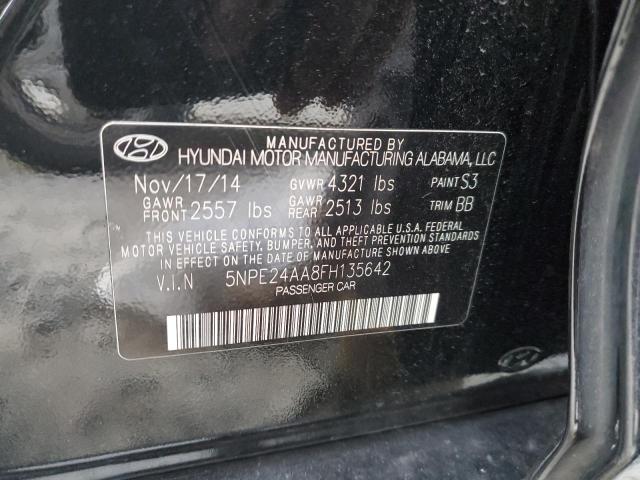 MANUFACTURED BY
HYUNDAI MOTOR MANUFACTURING ALABAMA, LLC
Nov/17/14 GVWR 4321 lbs PAINT S3
GAWR FRONT 2557 lbs GAWR REAR 2513 lbs TRIM BB
THIS VEHICLE CONFORMS TO ALL APPLICABLE U.S.A. FEDERAL
MOTOR VEHICLE SAFETY, BUMPER, AND THEFT PREVENTION STANDARDS
IN EFFECT ON THE DATE OF MANUFACTURE SHOWN ABOVE.
V.I.N 5NPE24AA8FH135642
PASSENGER CAR